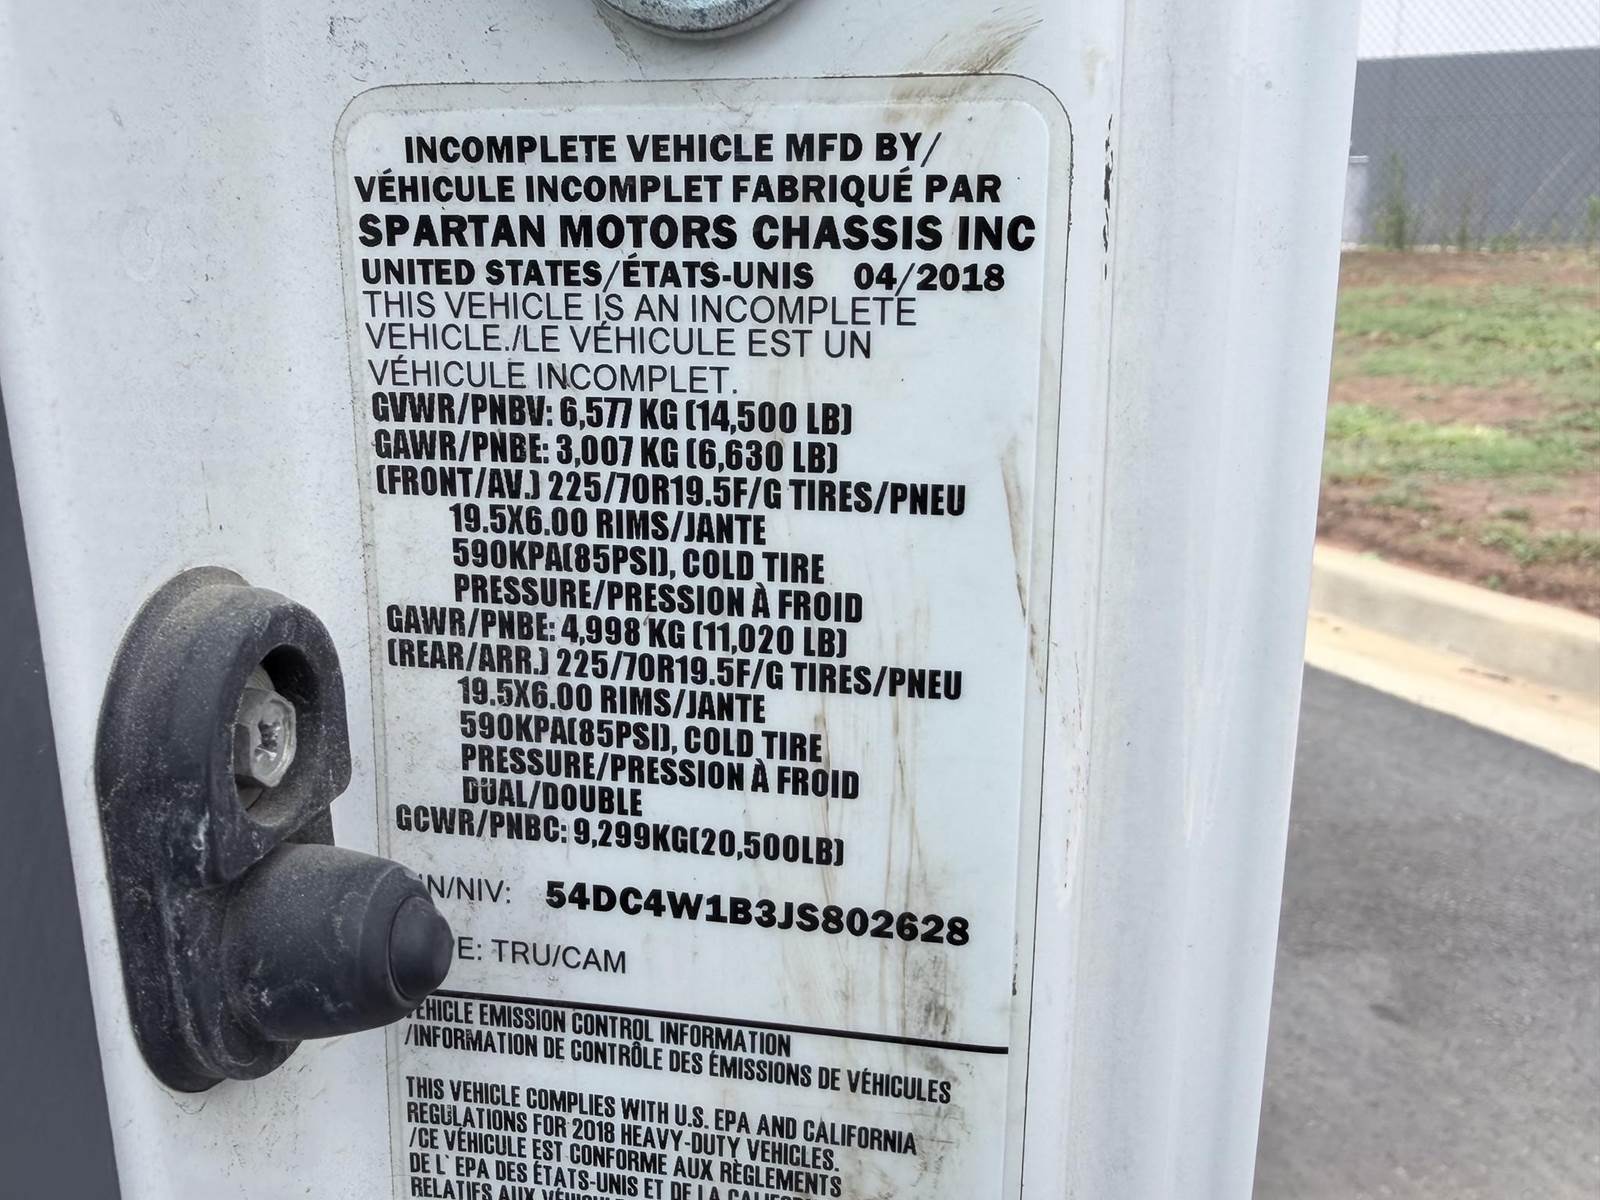 INCOMPLETE VEHICLE MFD BY/
VÉHICULE INCOMPLET FABRIQUÉ PAR
SPARTAN MOTORS CHASSIS INC
UNITED STATES/ÉTATS-UNIS 04/2018
THIS VEHICLE IS AN INCOMPLETE
VEHICLE./LE VÉHICULE EST UN
VÉHICULE INCOMPLET.
GVWR/PNBV: 6,577 KG (14,500 LB)
GAWR/PNBE: 3,007 KG (6,630 LB)
(FRONT/AV.) 225/70R19.5F/G TIRES/PNEU
19.5X6.00 RIMS/JANTE
590KPA(85PSI), COLD TIRE
PRESSURE/PRESSION À FROID
GAWR/PNBE: 4,998 KG (11,020 LB)
(REAR/ARR.) 225/70R19.5F/G TIRES/PNEU
19.5X6.00 RIMS/JANTE
590KPA(85PSI), COLD TIRE
PRESSURE/PRESSION À FROID
DUAL/DOUBLE
GCWR/PNBC: 9,299KG(20,500LB)
IN/NIV: 54DC4W1B3JS802628
E: TRU/CAM
VEHICLE EMISSION CONTROL INFORMATION
/INFORMATION DE CONTRÔLE DES ÉMISSIONS DE VÉHICULES
THIS VEHICLE COMPLIES WITH U.S. EPA AND CALIFORNIA
REGULATIONS FOR 2018 HEAVY-DUTY VEHICLES.
/CE VÉHICULE EST CONFORME AUX RÈGLEMENTS
DE L' EPA DES ÉTATS-UNIS ET DE LA
RELATIFS AUX